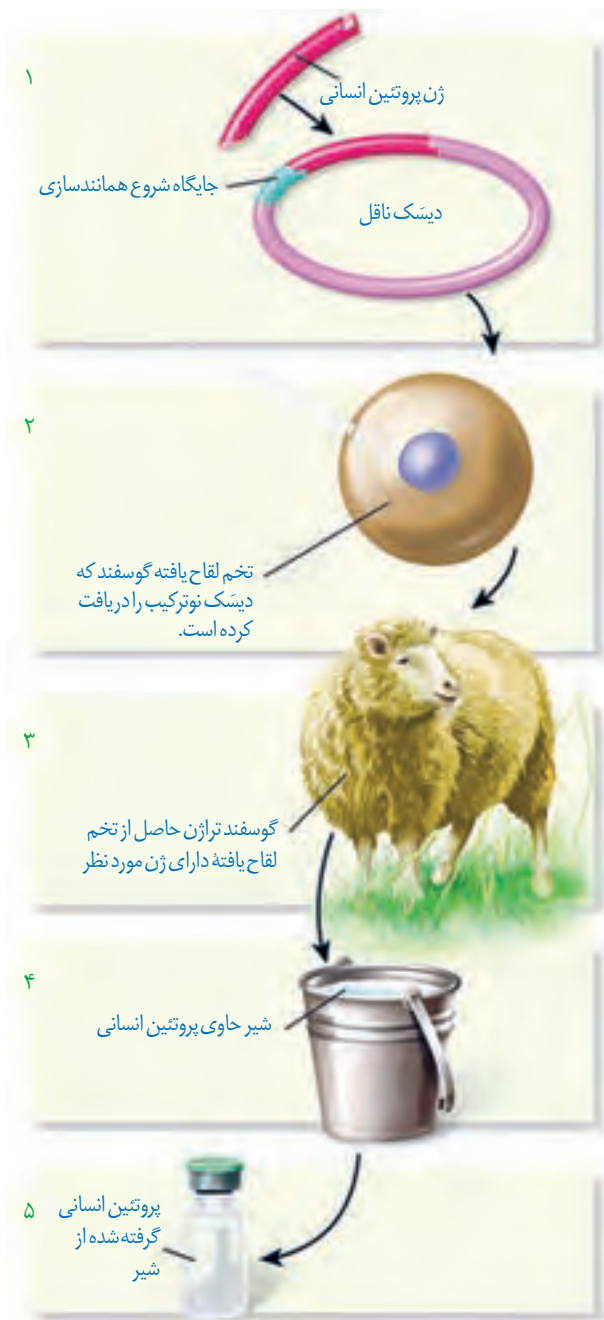 ۱
ژن پروتئین انسانی
جایگاه شروع همانندسازی
دیسَک ناقل
۲
تخم لقاح یافته گوسفند که
دیسَک نوترکیب را دریافت
کرده است.
۳
گوسفند تراژن حاصل از تخم
لقاح یافتهٔ دارای ژن مورد نظر
۴
شیر حاوی پروتئین انسانی
۵
پروتئین انسانی
گرفته‌شده از
شیر